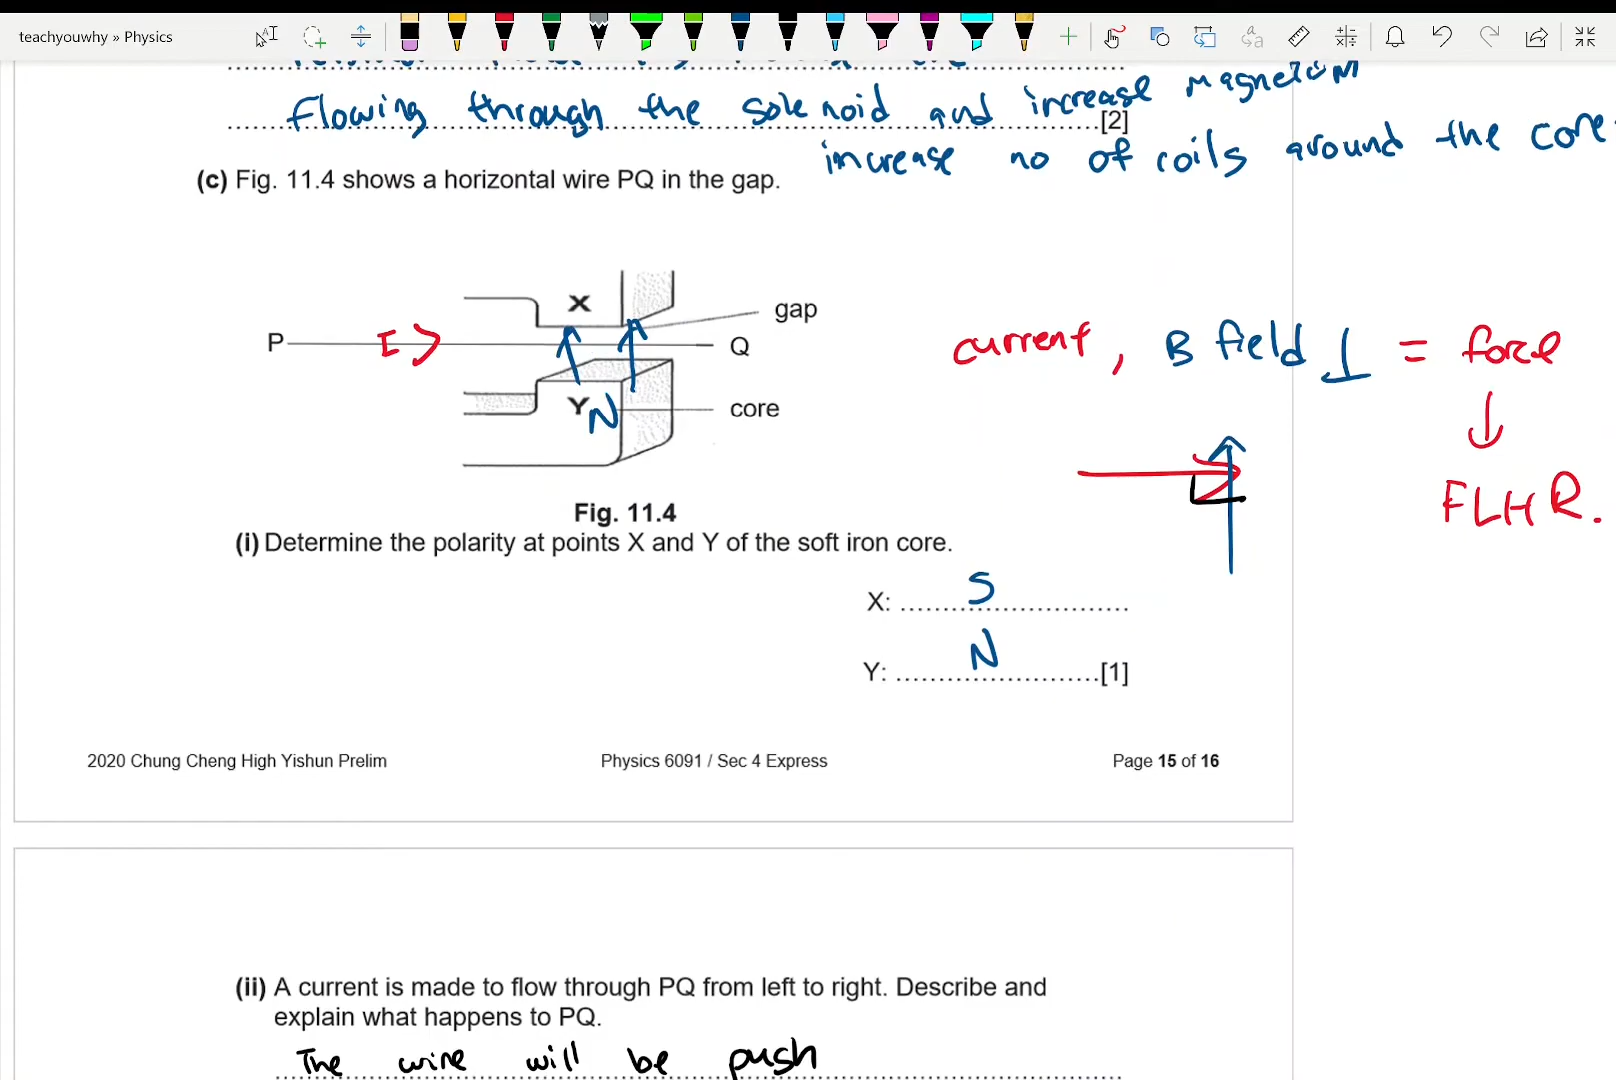 teachyouwhy » Physics
Flowing through the solenoid and increase magnetism
[2]
increase no of coils around the core.
(c) Fig. 11.4 shows a horizontal wire PQ in the gap.
X
gap
P
I
Q
current, B field ⊥ = force
Y
N
core
↓
FLHR.
Fig. 11.4
(i) Determine the polarity at points X and Y of the soft iron core.
X: S
Y: N [1]
2020 Chung Cheng High Yishun Prelim
Physics 6091 / Sec 4 Express
Page 15 of 16
(ii) A current is made to flow through PQ from left to right. Describe and
explain what happens to PQ.
The wire will be push